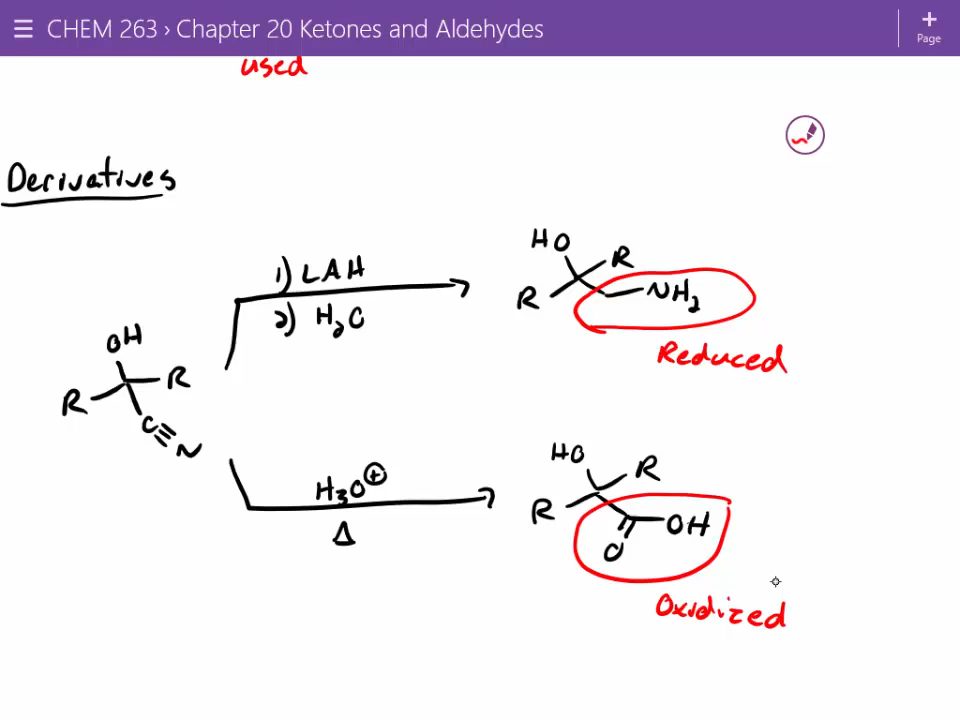 ☰ CHEM 263 › Chapter 20 Ketones and Aldehydes
+
Page
used
Derivatives
1) LAH
2) H₂O
HO
R
R
NH₂
Reduced
OH
R
R
C≡N
H₃O⊕
Δ
HO
R
R
OH
O
Oxidized